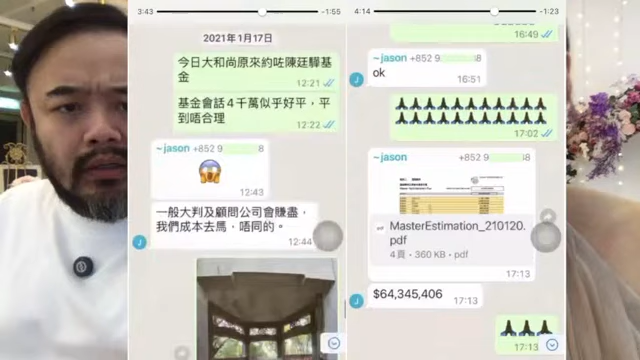 3:43
-1:55
2021年1月17日
今日大和尚原來約咗陳廷驊基
金
12:21
基金會話4千萬似乎好平，平
到唔合理
12:22
~jason +852 9 8
12:43
一般大判及顧問公司會賺盡，
我們成本去馬，唔同的。
12:44
J
4:14
-1:23
16:49
~jason +852 9 8
ok
16:51
J
17:02
~jason +852 9 8
MasterEstimation_210120.
pdf
4頁・360 KB・pdf
17:13
$64,345,406
17:13
J
17:13